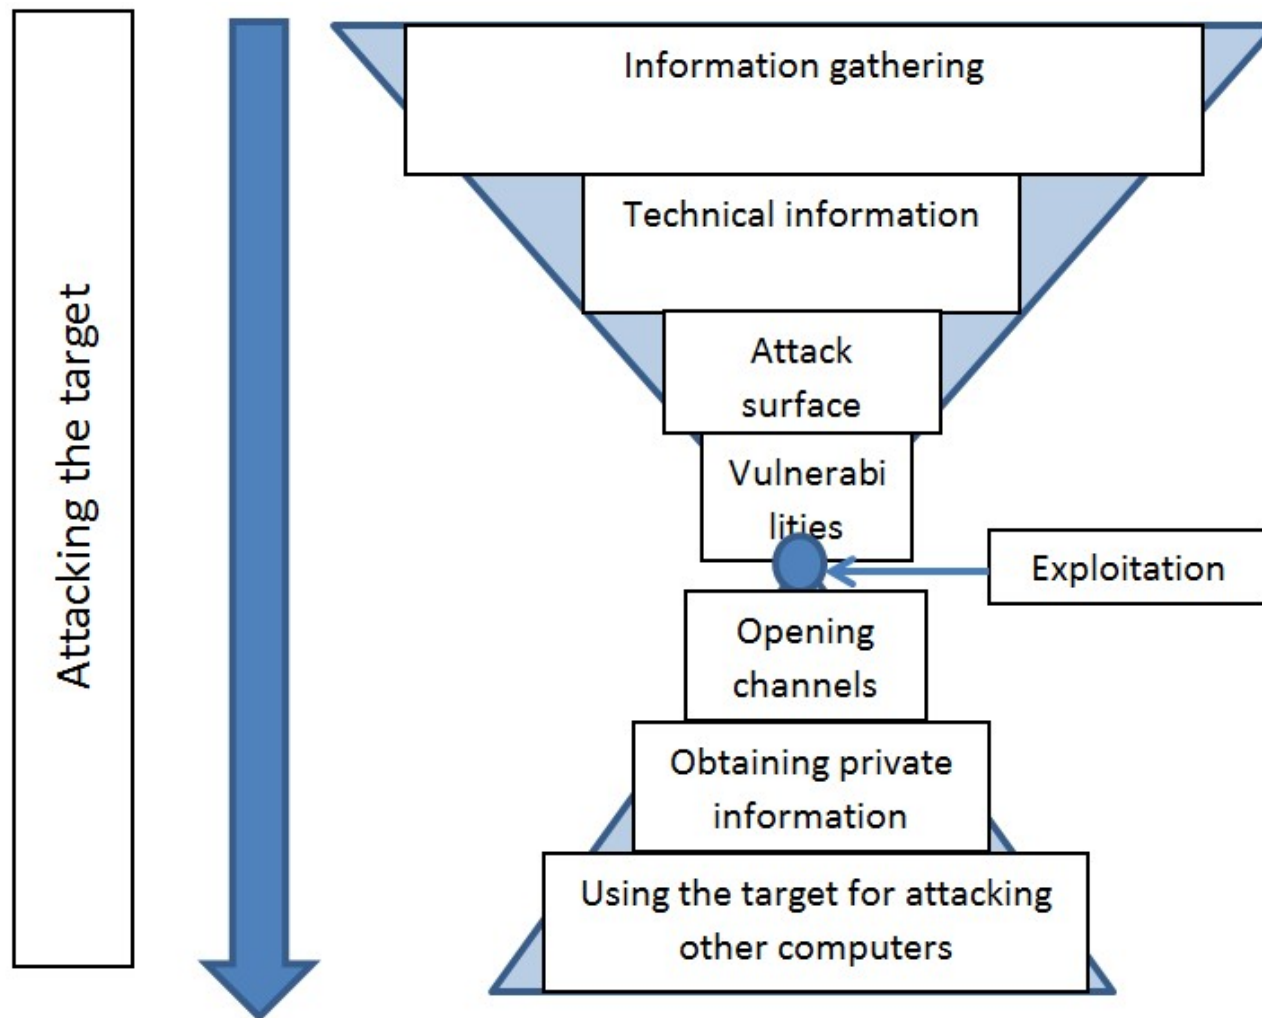 Attacking the target
Information gathering
Technical information
Attack
surface
Vulnerabi
lities
Exploitation
Opening
channels
Obtaining private
information
Using the target for attacking
other computers